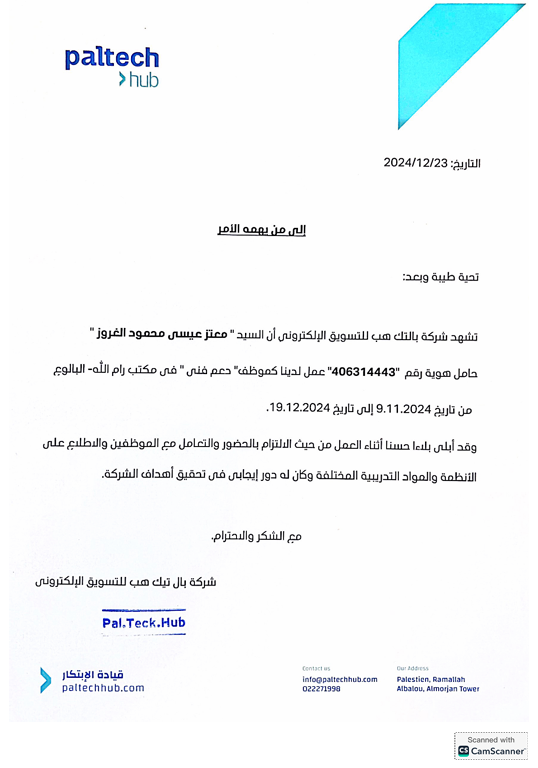 paltech
hub
التاريخ: 2024/12/23
إلى من يهمه الأمر
تحية طيبة وبعد:
تشهد شركة بالتك هب للتسويق الإلكتروني أن السيد " معتز عيسى محمود الغروز "
حامل هوية رقم "406314443" عمل لدينا كموظف" دعم فني " في مكتب رام الله- البالوع
من تاريخ 9.11.2024 إلى تاريخ 19.12.2024.
وقد أبلى بلاءا حسنا أثناء العمل من حيث الالتزام بالحضور والتعامل مع الموظفين والاطلاع على
الأنظمة والمواد التدريبية المختلفة وكان له دور إيجابي في تحقيق أهداف الشركة.
مع الشكر والاحترام.
شركة بال تيك هب للتسويق الإلكتروني
Pal.Teck.Hub
قيادة الإبتكار
paltechhub.com
Contact us
info@paltechhub.com
022271998
Our Address
Palestien, Ramallah
Albalou, Almorjan Tower
Scanned with
CS CamScanner